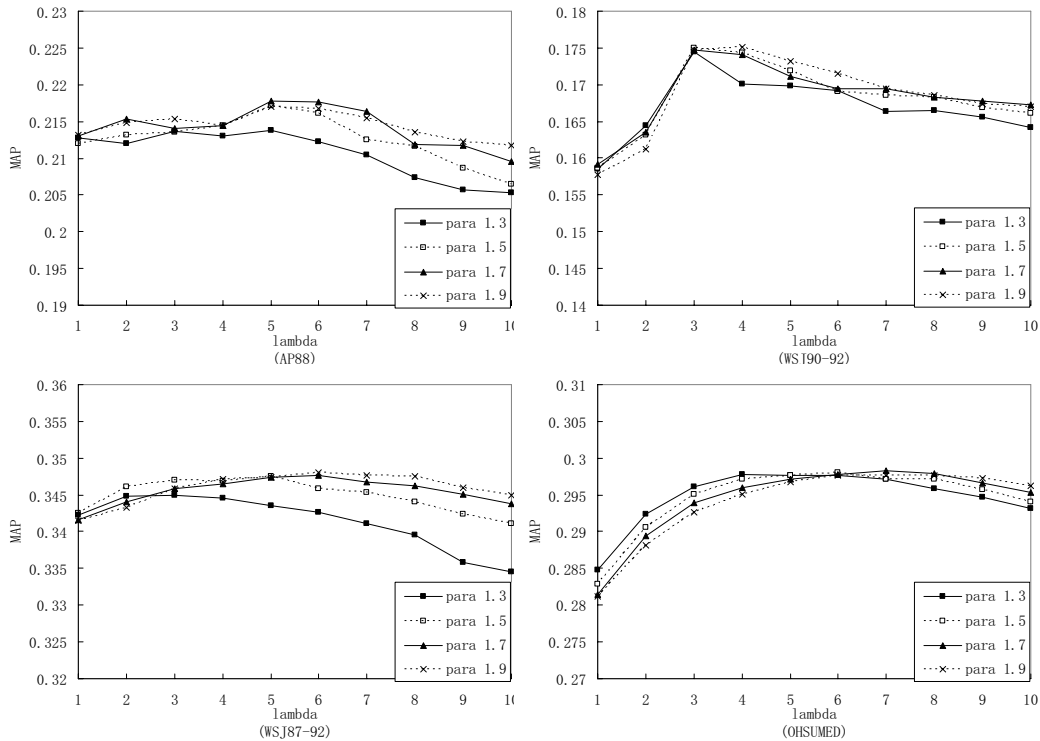 0.23
0.225
0.22
0.215
0.21
0.205
0.2
0.195
0.19
MAP
1 2 3 4 5 6 7 8 9 10
lambda
(AP88)
para 1.3
para 1.5
para 1.7
para 1.9
0.18
0.175
0.17
0.165
0.16
0.155
0.15
0.145
0.14
MAP
1 2 3 4 5 6 7 8 9 10
lambda
(WSJ90-92)
para 1.3
para 1.5
para 1.7
para 1.9
0.36
0.355
0.35
0.345
0.34
0.335
0.33
0.325
0.32
MAP
1 2 3 4 5 6 7 8 9 10
lambda
(WSJ87-92)
para 1.3
para 1.5
para 1.7
para 1.9
0.31
0.305
0.3
0.295
0.29
0.285
0.28
0.275
0.27
MAP
1 2 3 4 5 6 7 8 9 10
lambda
(OHSUMED)
para 1.3
para 1.5
para 1.7
para 1.9